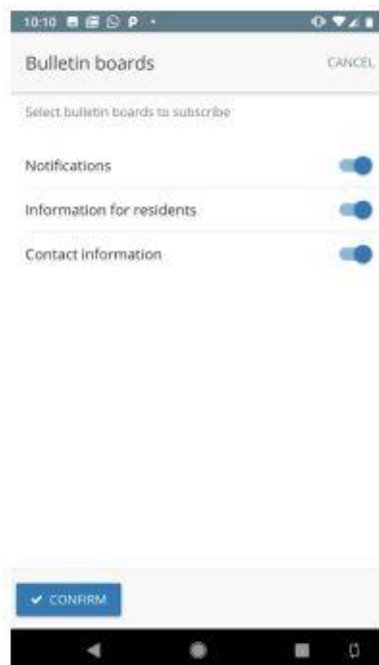 10:10 P
Bulletin boards CANCEL
Select bulletin boards to subscribe
Notifications
Information for residents
Contact information
CONFIRM